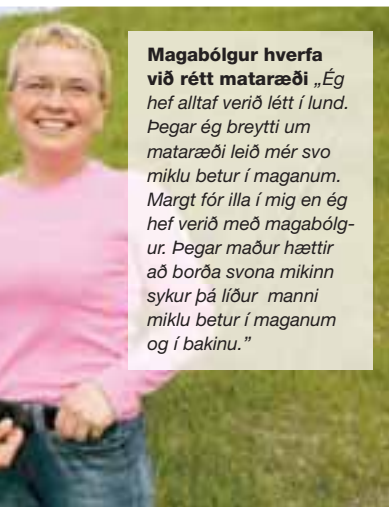 Magabólgur hverfa
við rétt mataræði „Ég
hef alltaf verið létt í lund.
Þegar ég breytti um
mataræði leið mér svo
miklu betur í maganum.
Margt fór illa í mig en ég
hef verið með magabólg-
ur. Þegar maður hættir
að borða svona mikinn
sykur þá líður manni
miklu betur í maganum
og í bakinu.”